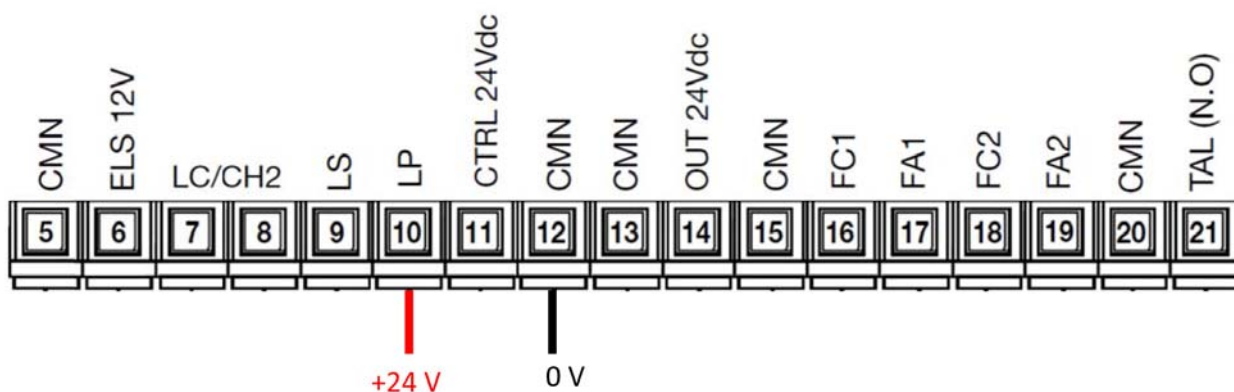 CMN
ELS 12V
LC/CH2
LS
LP
CTRL 24Vdc
CMN
CMN
OUT 24Vdc
CMN
FC1
FA1
FC2
FA2
CMN
TAL (N.O)
5 6 7 8 9 10 11 12 13 14 15 16 17 18 19 20 21
+24 V 0 V